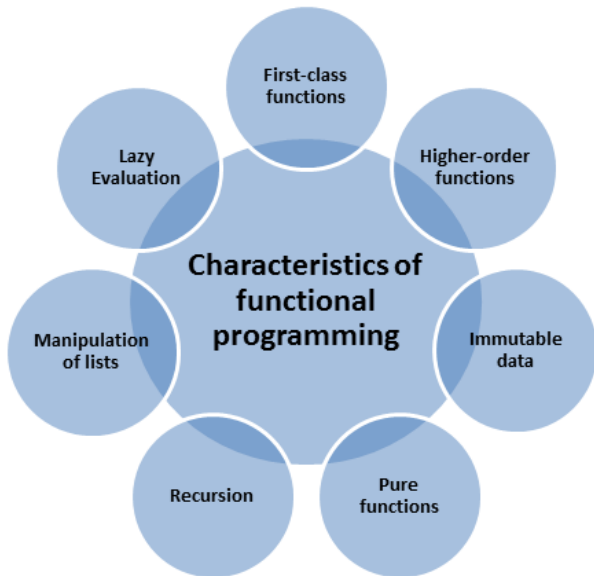 First-class
functions
Higher-order
functions
Immutable
data
Pure
functions
Recursion
Manipulation
of lists
Lazy
Evaluation
Characteristics of
functional
programming